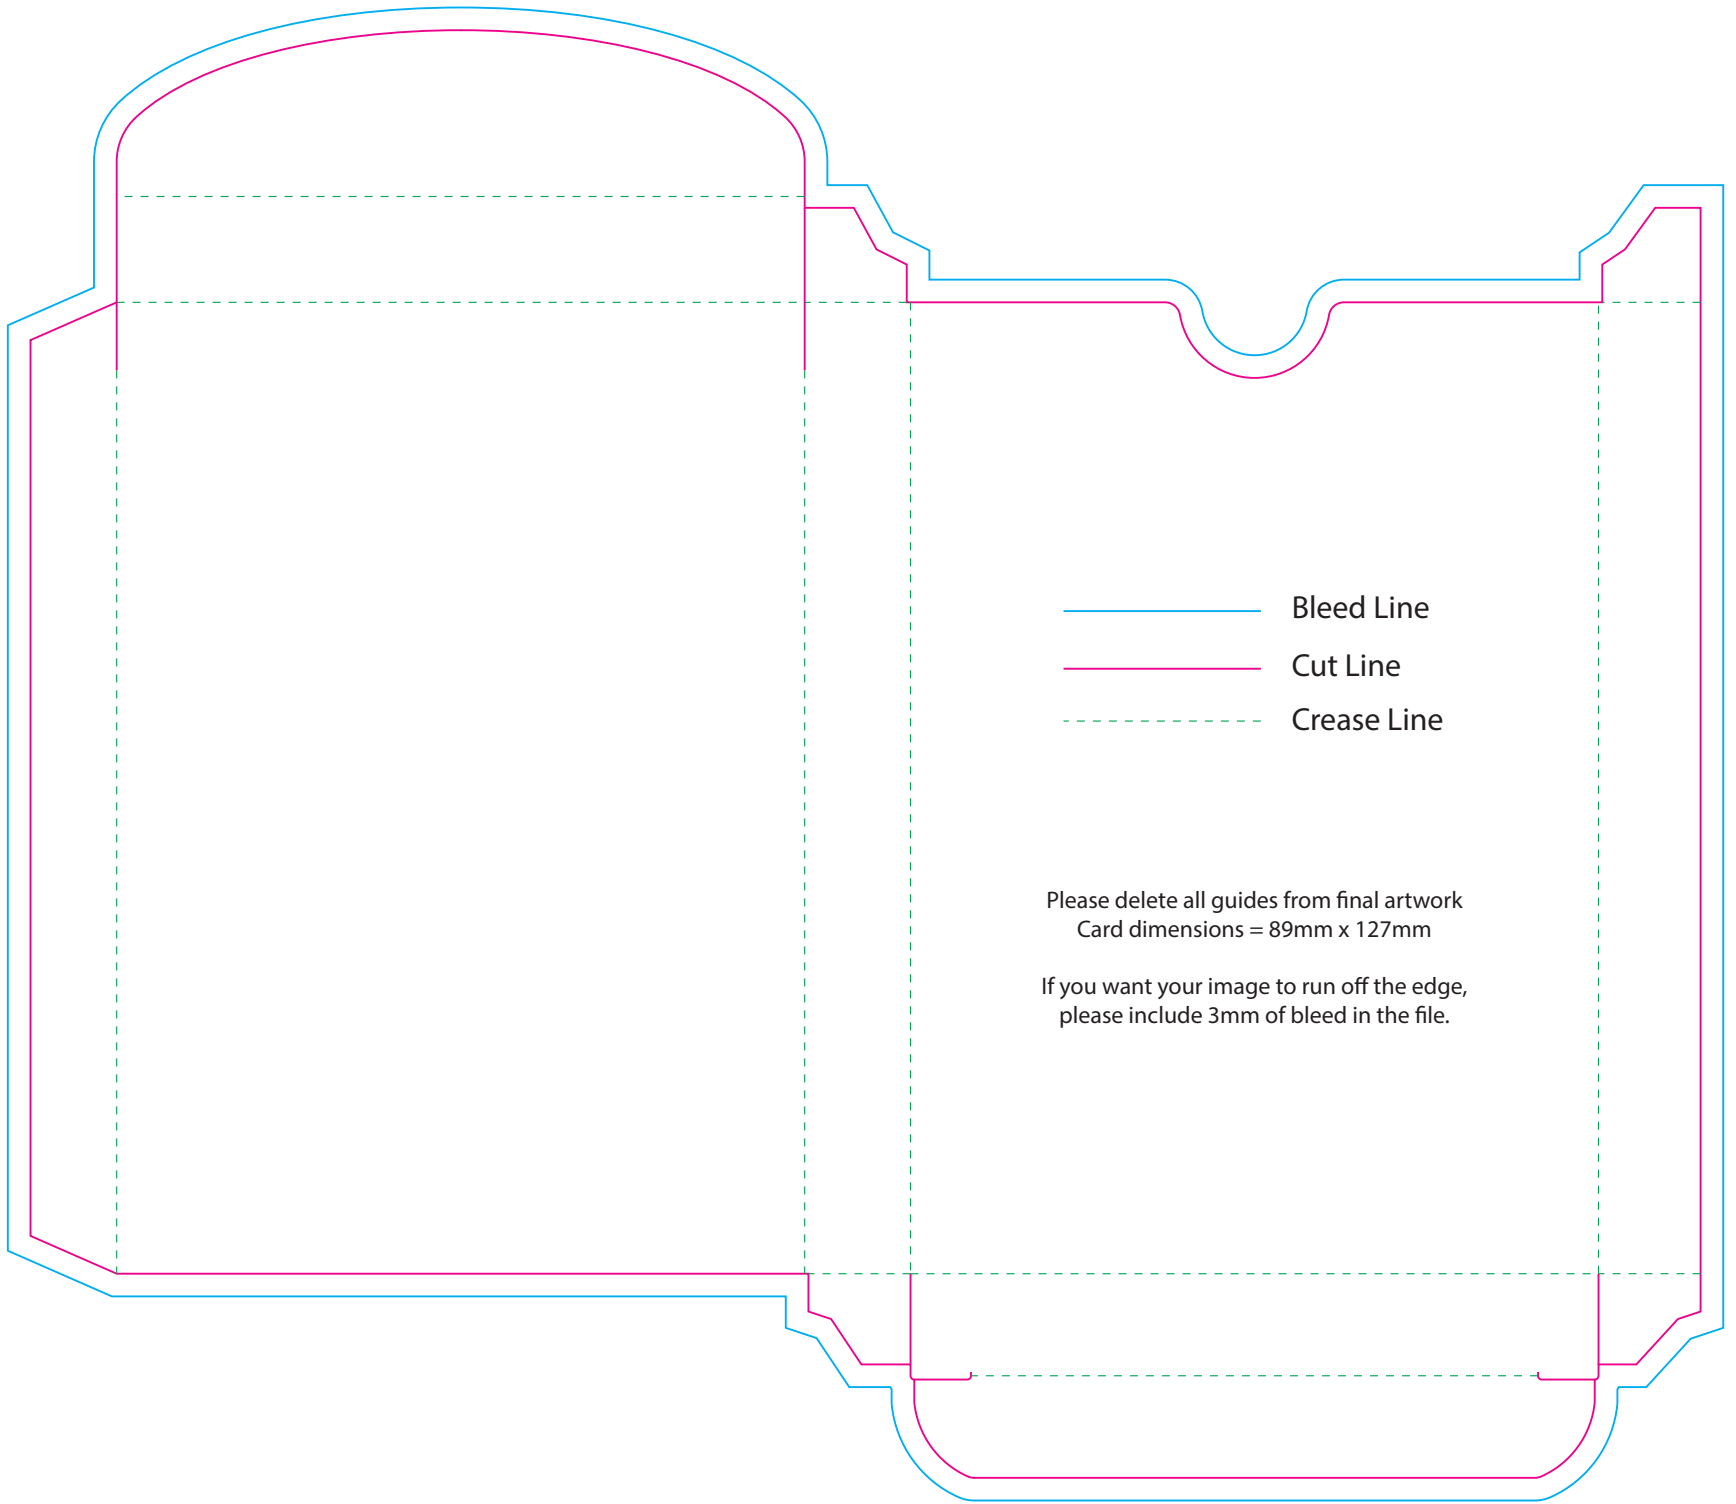 Bleed Line
Cut Line
Crease Line
Please delete all guides from final artwork
Card dimensions = 89mm x 127mm
If you want your image to run off the edge,
please include 3mm of bleed in the file.